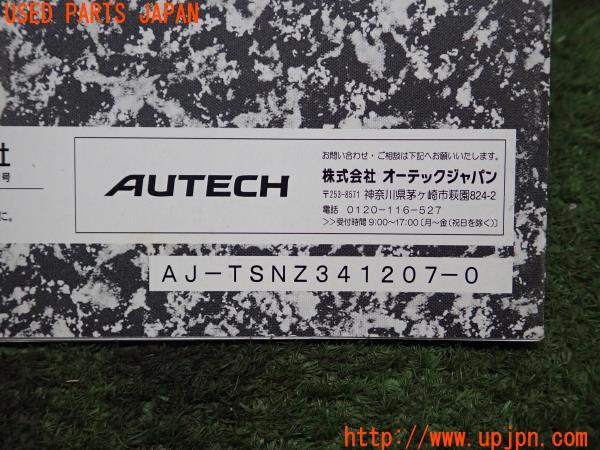 USED PARTS JAPAN
社
号
に。
AUTECH
お問い合わせ・ご相談は下記へお願いいたします。
株式会社 オーテックジャパン
〒253-8571 神奈川県茅ヶ崎市萩園824-2
電話 0120-116-527
>>受付時間 9:00〜17:00 [月〜金(祝日を除く)]
AJ-TSNZ341207-0
http://www.upjpn.com/